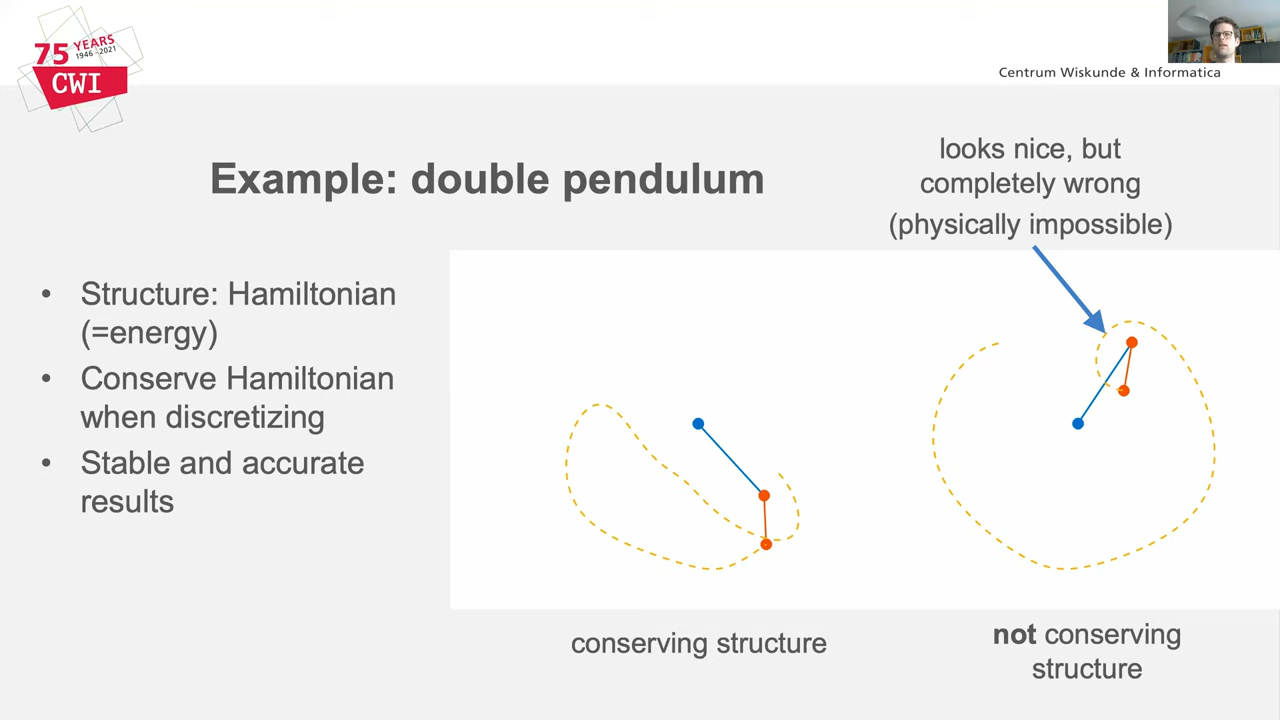 75 YEARS
1946 - 2021
CWI
Centrum Wiskunde & Informatica
Example: double pendulum
looks nice, but
completely wrong
(physically impossible)
• Structure: Hamiltonian
(=energy)
• Conserve Hamiltonian
when discretizing
• Stable and accurate
results
conserving structure
not conserving
structure